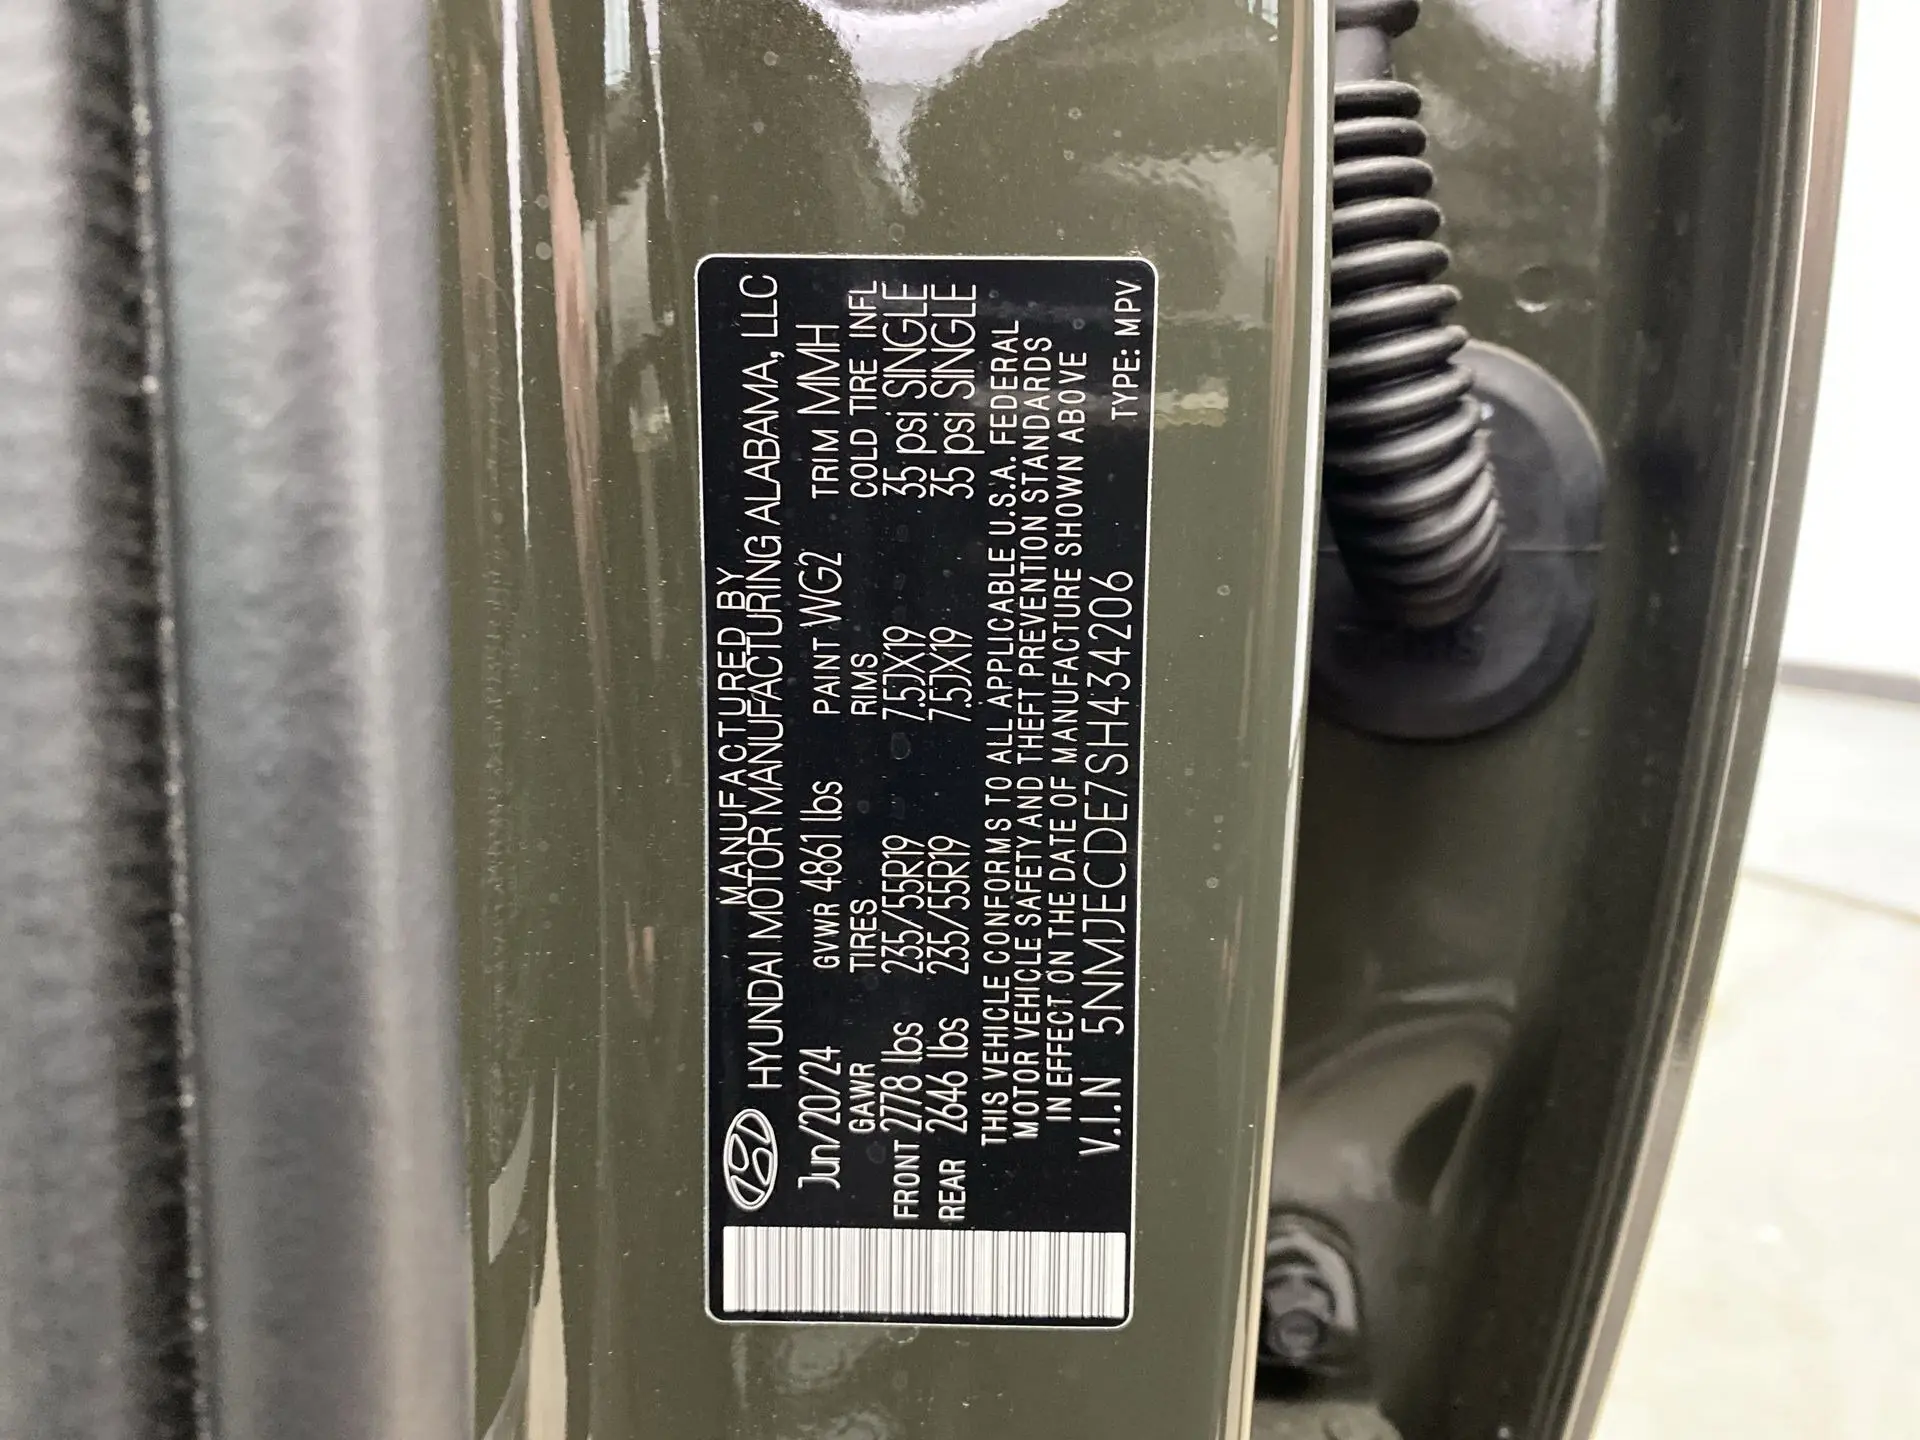 MANUFACTURED BY
HYUNDAI MOTOR MANUFACTURING ALABAMA, LLC
Jun/20/24 GVWR 4861 lbs PAINT WG2 TRIM MMH
GAWR TIRES RIMS COLD TIRE INFL
FRONT 2778 lbs 235/55R19 7.5JX19 35 psi SINGLE
REAR 2646 lbs 235/55R19 7.5JX19 35 psi SINGLE
THIS VEHICLE CONFORMS TO ALL APPLICABLE U.S.A. FEDERAL
MOTOR VEHICLE SAFETY AND THEFT PREVENTION STANDARDS
IN EFFECT ON THE DATE OF MANUFACTURE SHOWN ABOVE
V.I.N 5NMJECDE7SH434206 TYPE: MPV